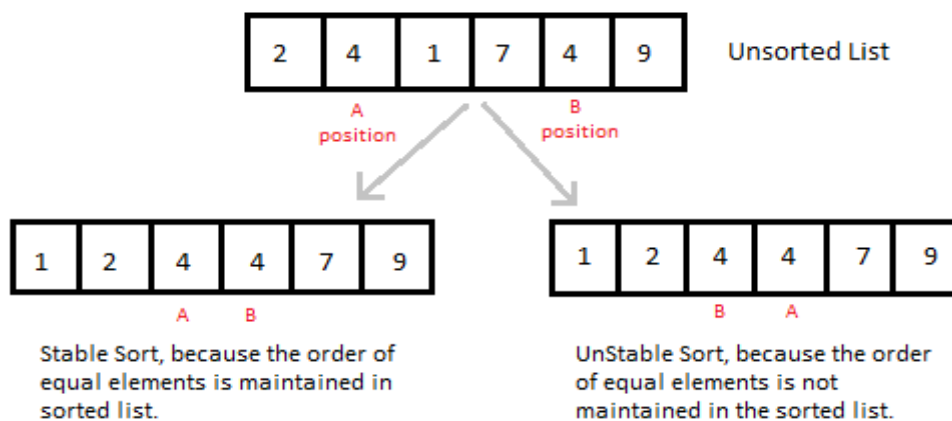 2 4 1 7 4 9 Unsorted List
A B
position position
1 2 4 4 7 9
A B
Stable Sort, because the order of
equal elements is maintained in
sorted list.
1 2 4 4 7 9
B A
UnStable Sort, because the order
of equal elements is not
maintained in the sorted list.